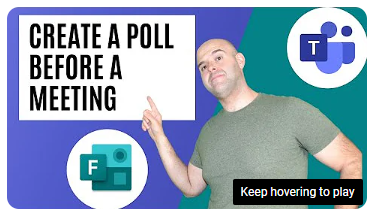 CREATE A POLL
BEFORE A
MEETING
T
F
Keep hovering to play